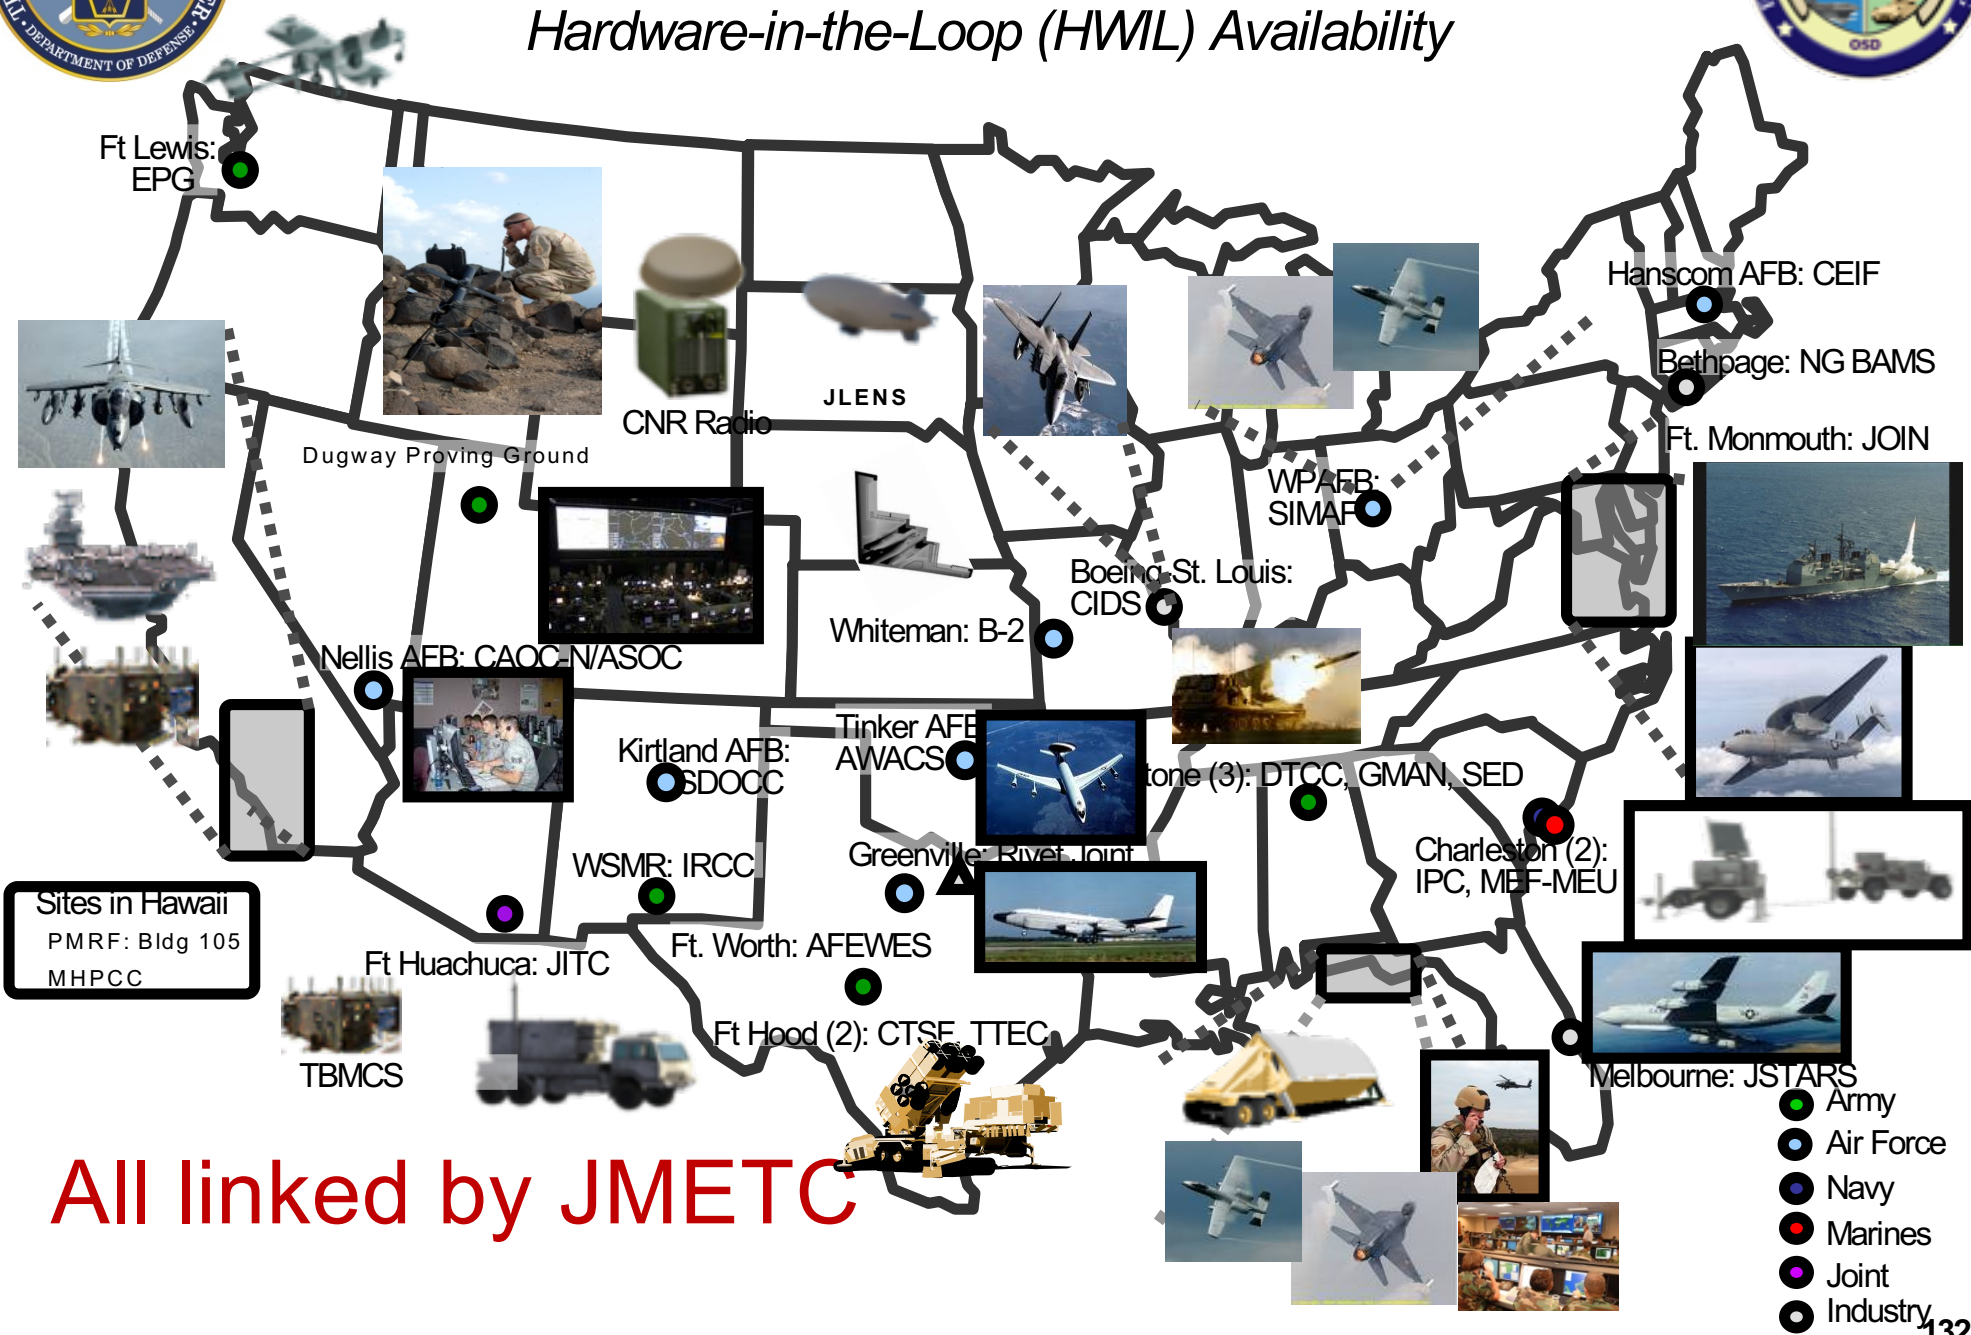 Hardware-in-the-Loop (HWIL) Availability
DEPARTMENT OF DEFENSE
OSD
Ft Lewis:
EPG
Hanscom AFB: CEIF
Bethpage: NG BAMS
JLENS
CNR Radio
Ft. Monmouth: JOIN
Dugway Proving Ground
WPAFB:
SIMAF
Boeing-St. Louis:
CIDS
Whiteman: B-2
Nellis AFB: CAOC-N/ASOC
Tinker AFB
AWACS
Kirtland AFB:
SDOCC
tone (3): DTCC, GMAN, SED
Greenville: Rivet Joint
WSMR: IRCC
Charleston (2):
IPC, MEF-MEU
Sites in Hawaii
PMRF: Bldg 105
MHPCC
Ft. Worth: AFEWES
Ft Huachuca: JITC
Ft Hood (2): CTSF, TTEC
TBMCS
Melbourne: JSTARS
Army
Air Force
Navy
Marines
Joint
Industry
All linked by JMETC
132